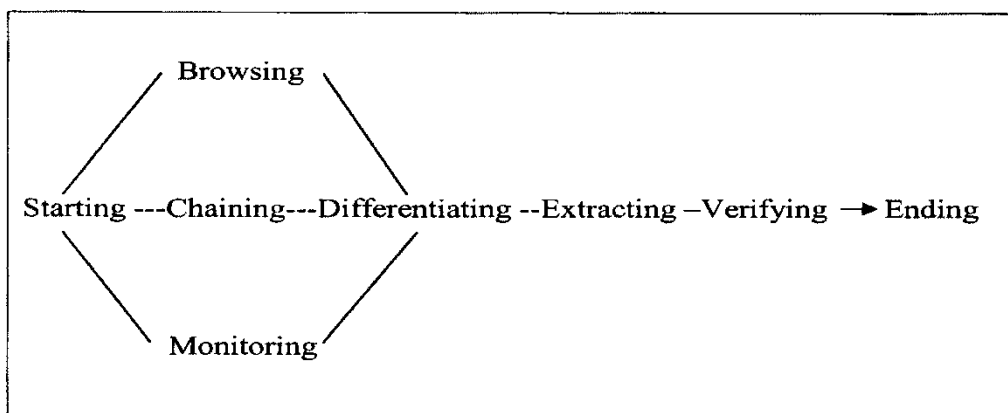 Browsing
Starting ---Chaining---Differentiating --Extracting –Verifying → Ending
Monitoring